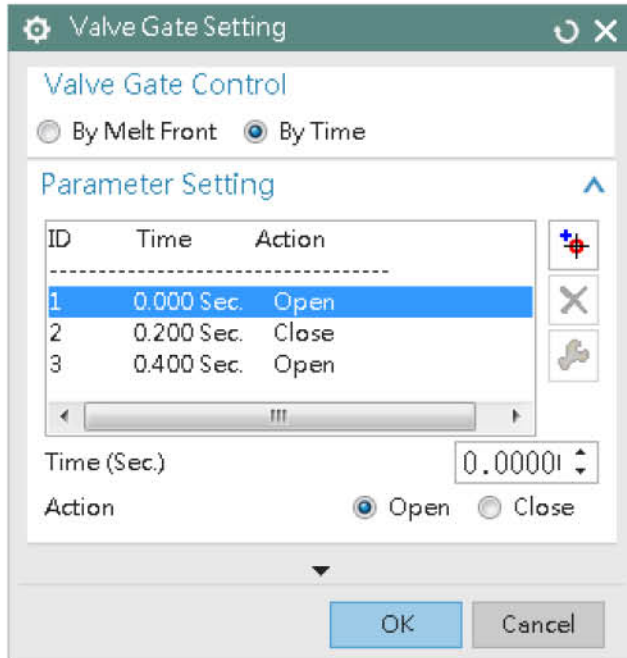 Valve Gate Setting
Valve Gate Control
By Melt Front By Time
Parameter Setting
ID Time Action
----------------------------------
1 0.000 Sec. Open
2 0.200 Sec. Close
3 0.400 Sec. Open
Time (Sec.) 0.0000
Action Open Close
OK Cancel